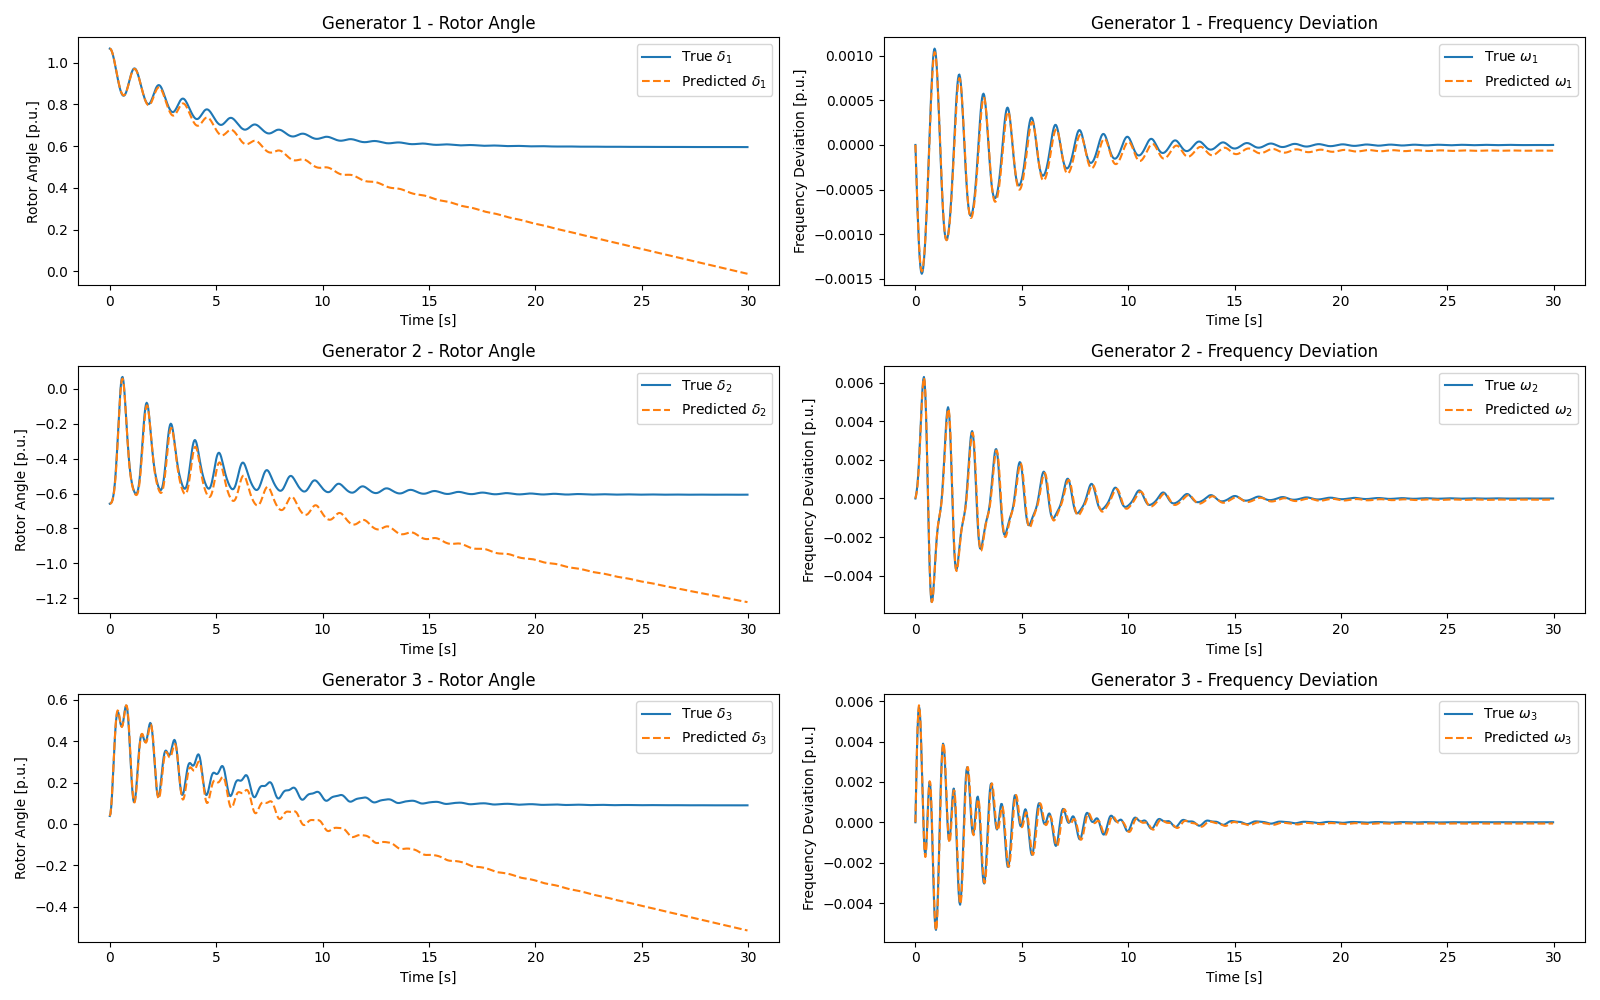 Generator 1 - Rotor Angle
Rotor Angle [p.u.]
1.0
0.8
0.6
0.4
0.2
0.0
True δ1
Predicted δ1
0 5 10 15 20 25 30
Time [s]
Generator 1 - Frequency Deviation
Frequency Deviation [p.u.]
0.0010
0.0005
0.0000
−0.0005
−0.0010
−0.0015
True ω1
Predicted ω1
0 5 10 15 20 25 30
Time [s]
Generator 2 - Rotor Angle
Rotor Angle [p.u.]
0.0
−0.2
−0.4
−0.6
−0.8
−1.0
−1.2
True δ2
Predicted δ2
0 5 10 15 20 25 30
Time [s]
Generator 2 - Frequency Deviation
Frequency Deviation [p.u.]
0.006
0.004
0.002
0.000
−0.002
−0.004
True ω2
Predicted ω2
0 5 10 15 20 25 30
Time [s]
Generator 3 - Rotor Angle
Rotor Angle [p.u.]
0.6
0.4
0.2
0.0
−0.2
−0.4
True δ3
Predicted δ3
0 5 10 15 20 25 30
Time [s]
Generator 3 - Frequency Deviation
Frequency Deviation [p.u.]
0.006
0.004
0.002
0.000
−0.002
−0.004
True ω3
Predicted ω3
0 5 10 15 20 25 30
Time [s]